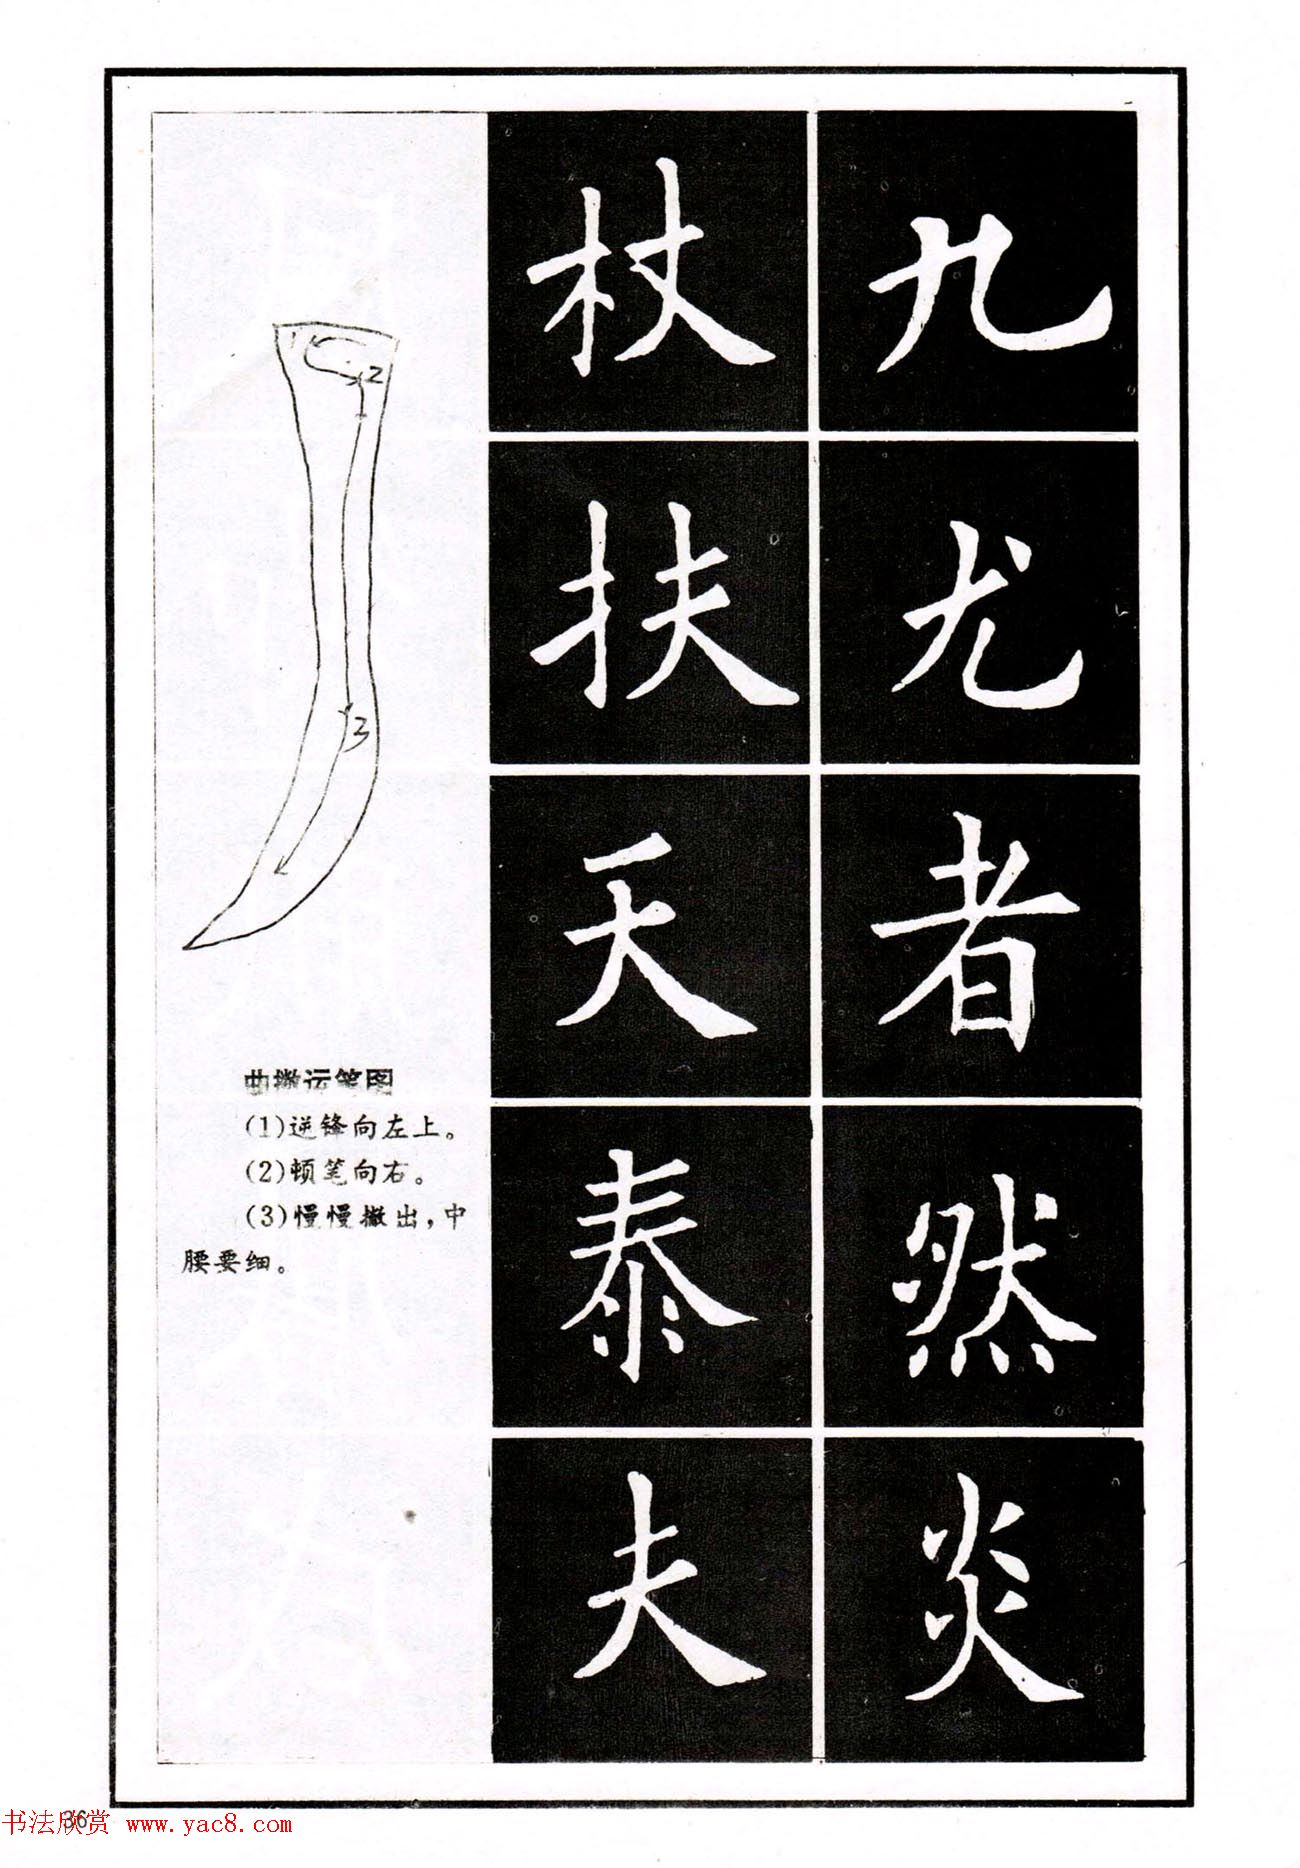 九
尤
者
然
炎
杖
扶
天
泰
夫
1
2
3
曲撇运笔图
(1)逆锋向左上。
(2)顿笔向右。
(3)慢慢撇出，中
腰要细。
36
书法欣赏 www.yac8.com